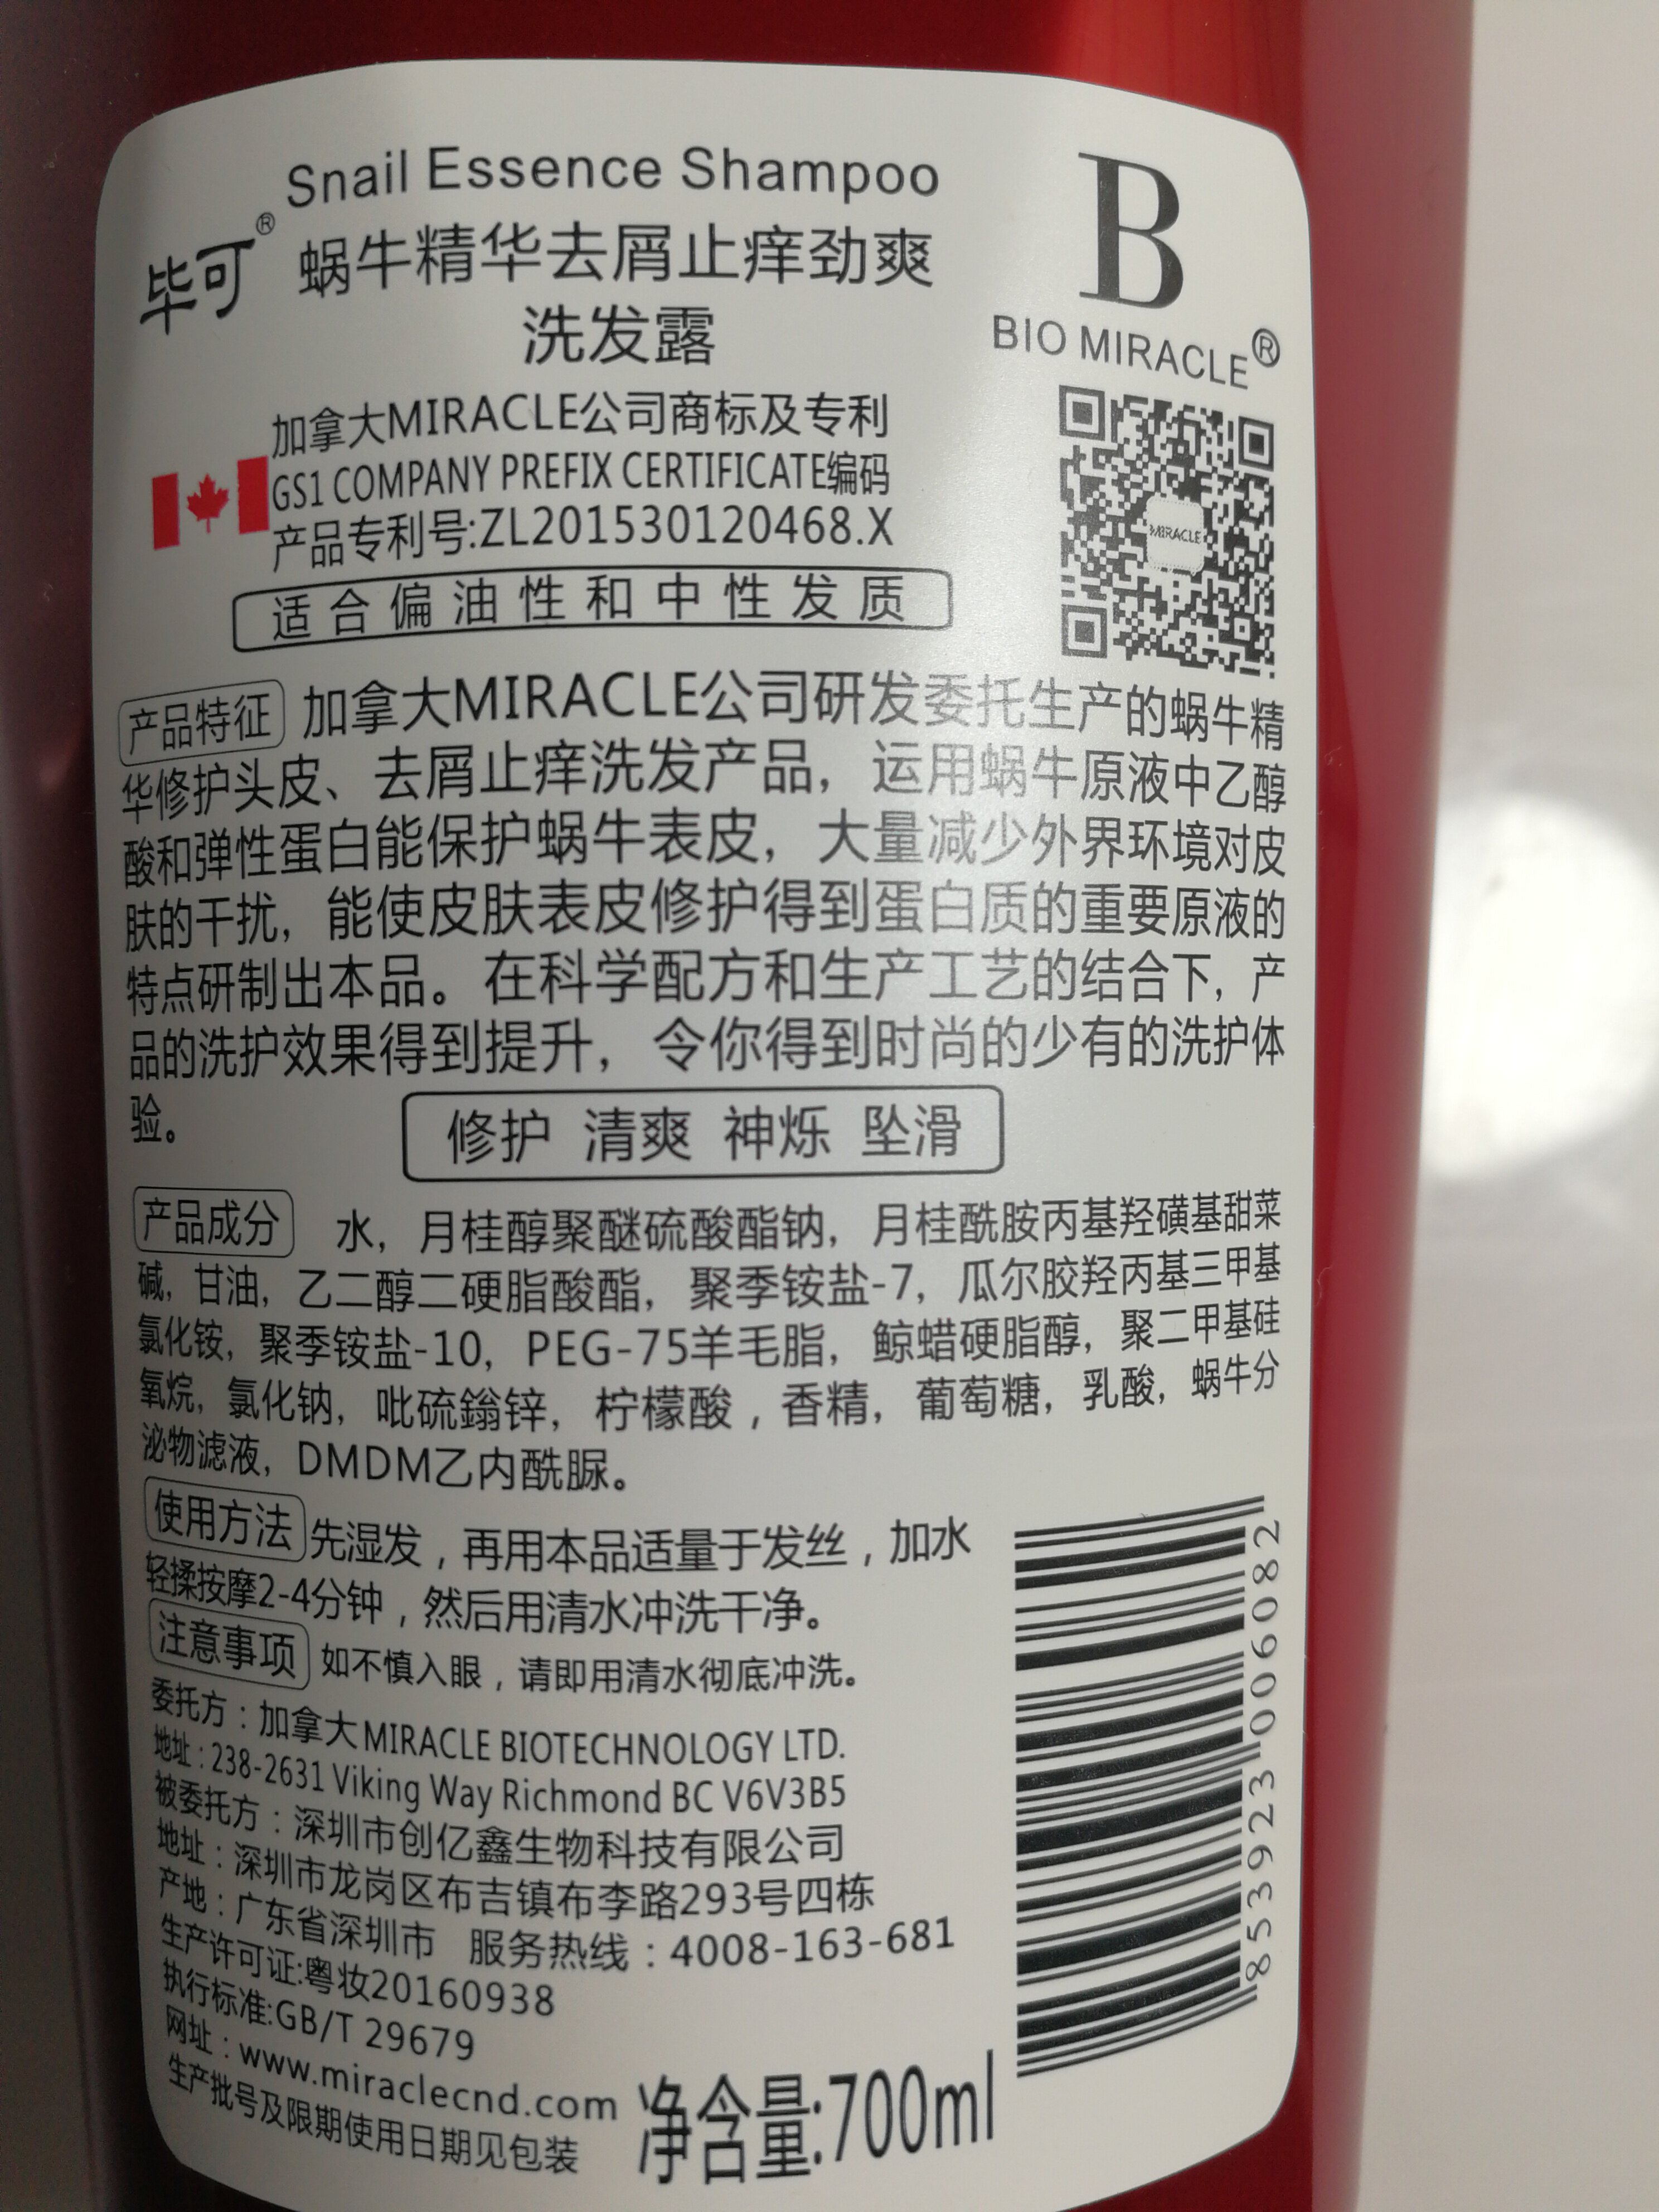 Snail Essence Shampoo
毕可®
蜗牛精华去屑止痒劲爽
洗发露
B
BIO MIRACLE®
加拿大MIRACLE公司商标及专利
GS1 COMPANY PREFIX CERTIFICATE编码
产品专利号:ZL201530120468.X
MIRACLE
适合偏油性和中性发质
产品特征 加拿大MIRACLE公司研发委托生产的蜗牛精
华修护头皮、去屑止痒洗发产品，运用蜗牛原液中乙醇
酸和弹性蛋白能保护蜗牛表皮，大量减少外界环境对皮
肤的干扰，能使皮肤表皮修护得到蛋白质的重要原液的
特点研制出本品。在科学配方和生产工艺的结合下，产
品的洗护效果得到提升，令你得到时尚的少有的洗护体
验。
修护 清爽 神烁 坠滑
产品成分 水，月桂醇聚醚硫酸酯钠，月桂酰胺丙基羟磺基甜菜
碱，甘油，乙二醇二硬脂酸酯，聚季铵盐-7，瓜尔胶羟丙基三甲基
氯化铵，聚季铵盐-10，PEG-75羊毛脂，鲸蜡硬脂醇，聚二甲基硅
氧烷，氯化钠，吡硫鎓锌，柠檬酸，香精，葡萄糖，乳酸，蜗牛分
泌物滤液，DMDM乙内酰脲。
使用方法 先湿发，再用本品适量于发丝，加水
轻揉按摩2-4分钟，然后用清水冲洗干净。
注意事项 如不慎入眼，请即用清水彻底冲洗。
委托方：加拿大MIRACLE BIOTECHNOLOGY LTD.
地址：238-2631 Viking Way Richmond BC V6V3B5
被委托方：深圳市创亿鑫生物科技有限公司
地址：深圳市龙岗区布吉镇布李路293号四栋
产地：广东省深圳市 服务热线：4008-163-681
生产许可证:粤妆20160938
执行标准:GB/T 29679
网址：www.miraclecnd.com
生产批号及限期使用日期见包装
净含量:700ml
853923006082